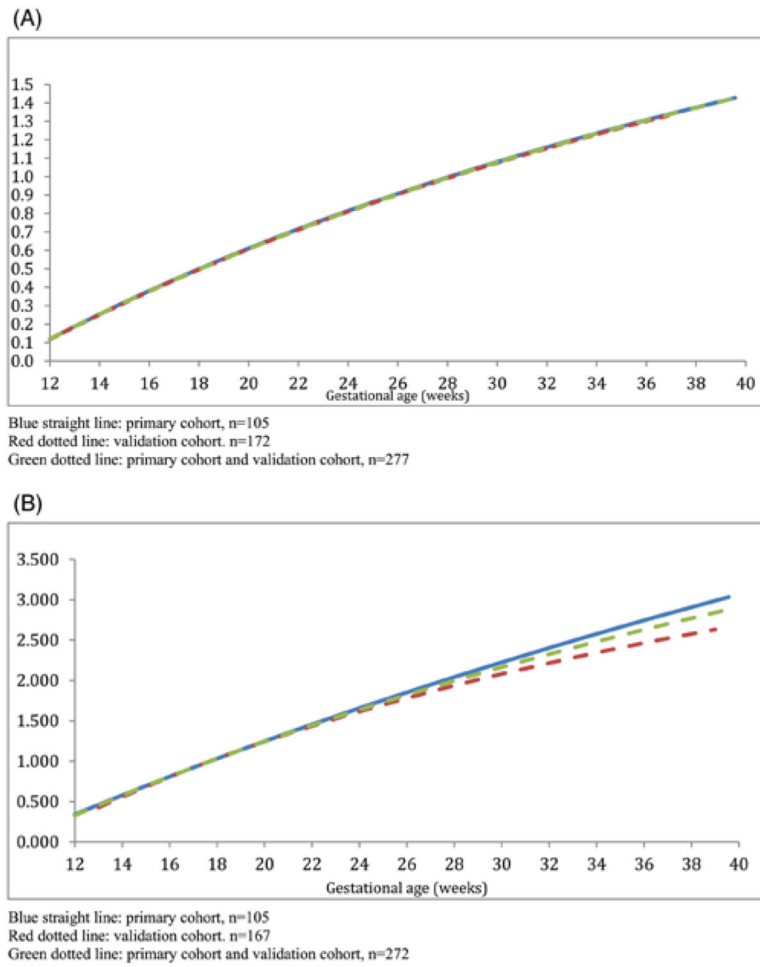 (A)
1.5
1.4
1.3
1.2
1.1
1.0
0.9
0.8
0.7
0.6
0.5
0.4
0.3
0.2
0.1
0.0
12 14 16 18 20 22 24 26 28 30 32 34 36 38 40
Gestational age (weeks)
Blue straight line: primary cohort, n=105
Red dotted line: validation cohort. n=172
Green dotted line: primary cohort and validation cohort, n=277
(B)
3.500
3.000
2.500
2.000
1.500
1.000
0.500
0.000
12 14 16 18 20 22 24 26 28 30 32 34 36 38 40
Gestational age (weeks)
Blue straight line: primary cohort, n=105
Red dotted line: validation cohort. n=167
Green dotted line: primary cohort and validation cohort, n=272